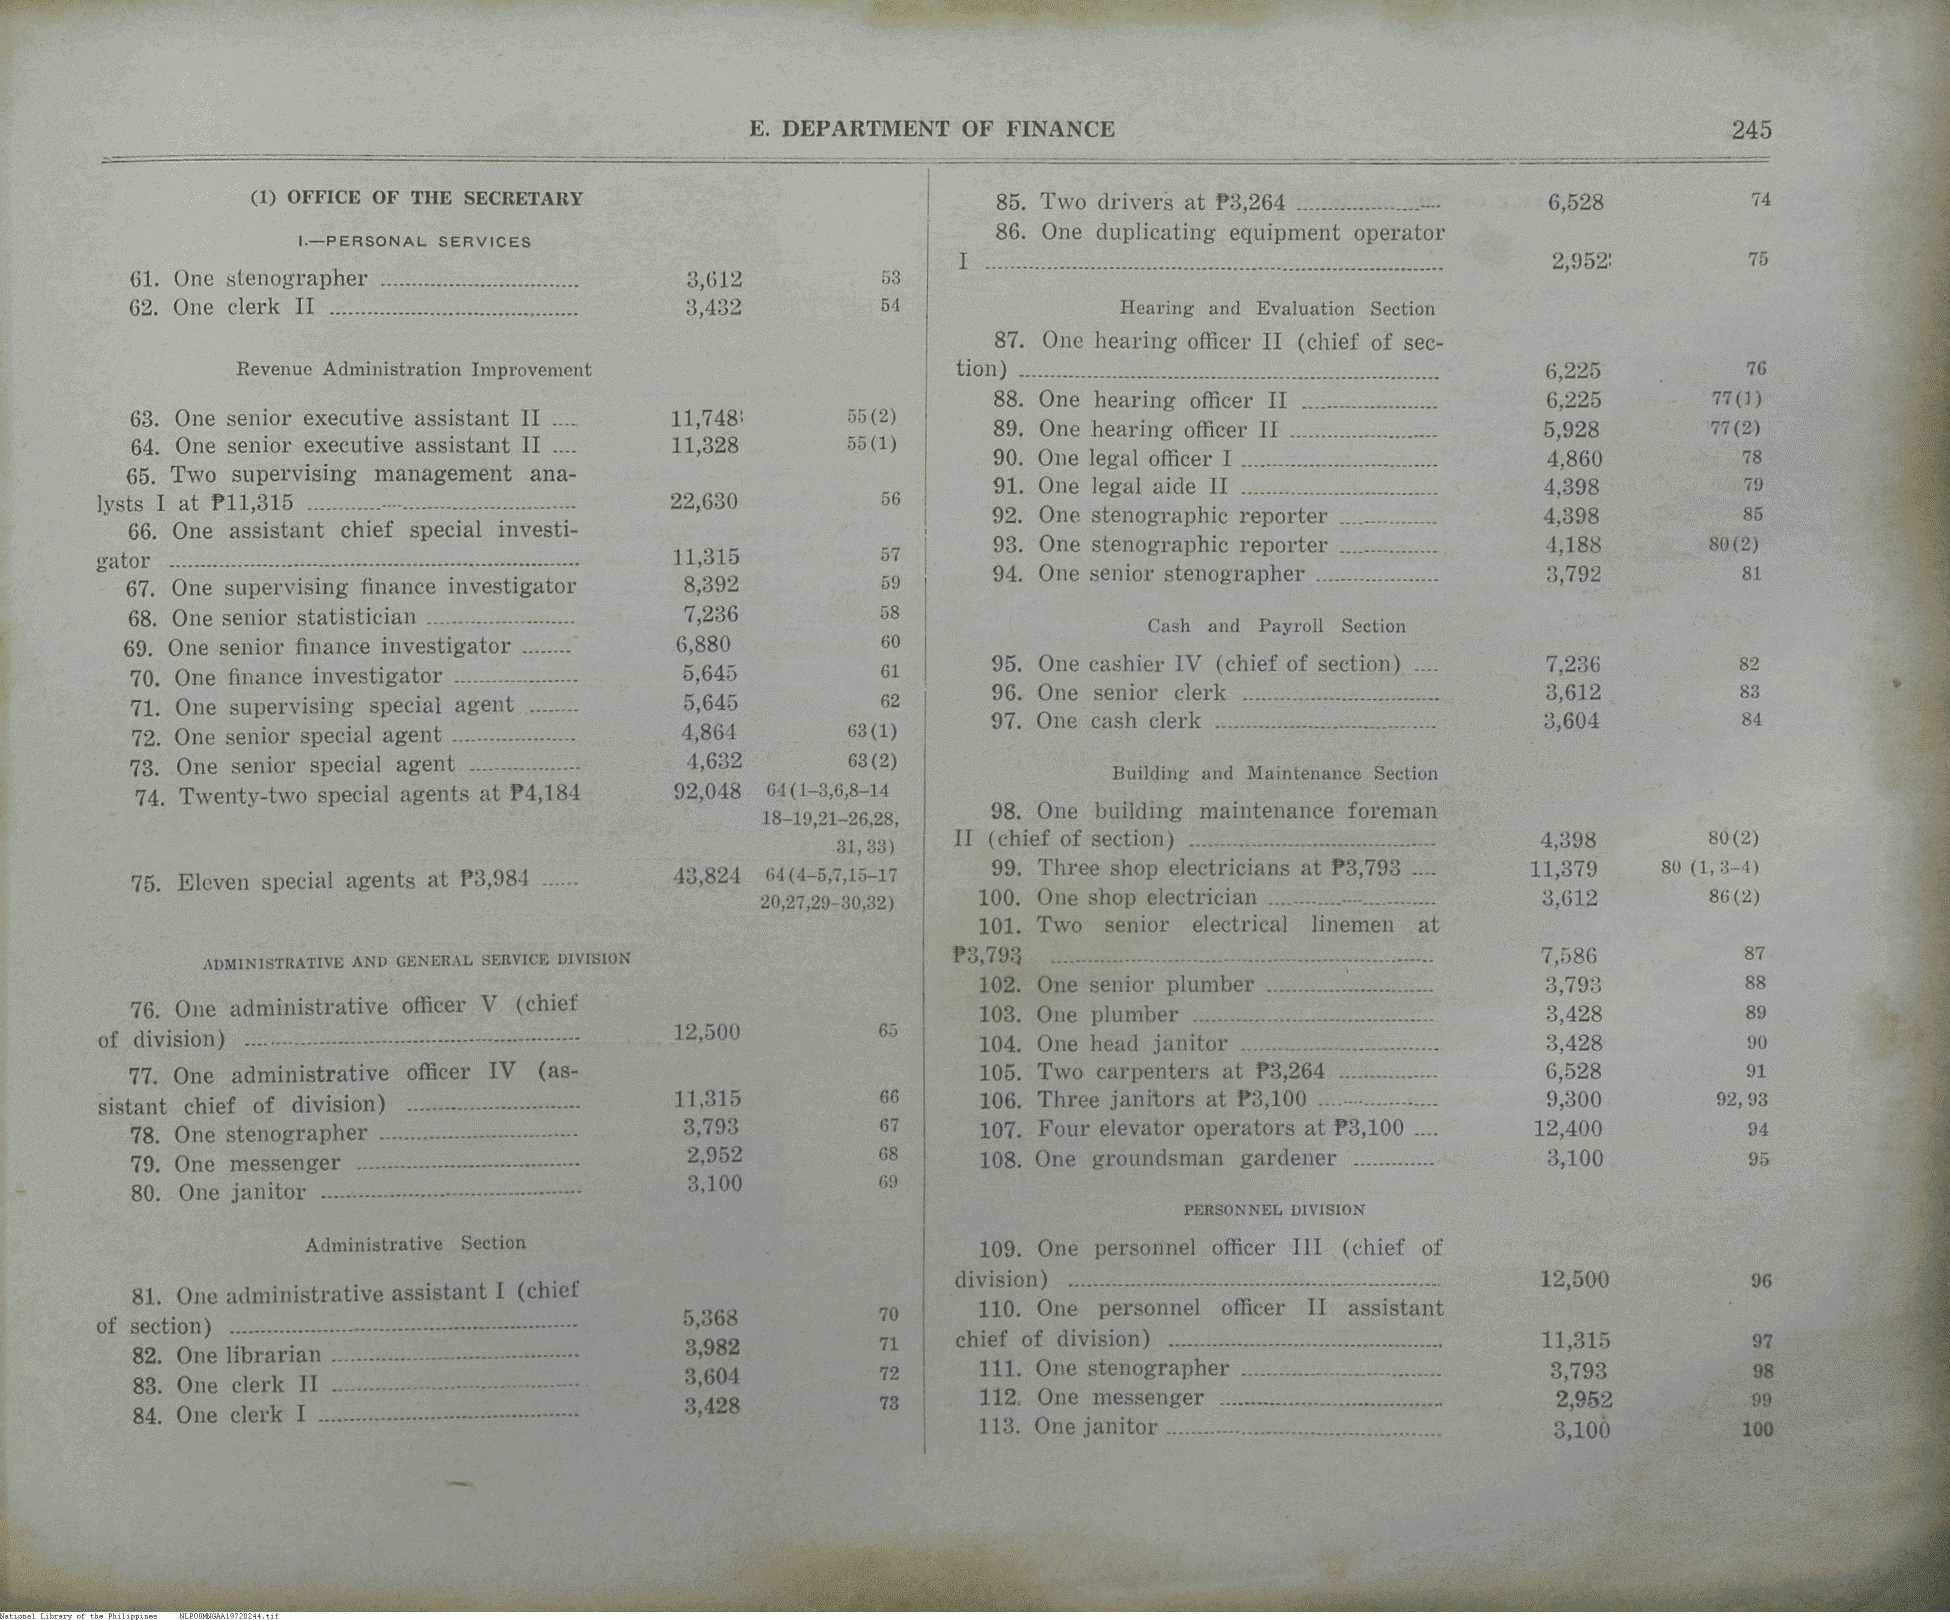 E. DEPARTMENT OF FINANCE 245
(1) OFFICE OF THE SECRETARY
I.—PERSONAL SERVICES
61. One stenographer 3,612 53
62. One clerk II 3,432 54
Revenue Administration Improvement
63. One senior executive assistant II .... 11,748 55(2)
64. One senior executive assistant II .... 11,328 55(1)
65. Two supervising management ana-
lysts I at ₱11,315 22,630 56
66. One assistant chief special investi-
gator 11,315 57
67. One supervising finance investigator 8,392 59
68. One senior statistician 7,236 58
69. One senior finance investigator 6,880 60
70. One finance investigator 5,645 61
71. One supervising special agent 5,645 62
72. One senior special agent 4,864 63(1)
73. One senior special agent 4,632 63(2)
74. Twenty-two special agents at ₱4,184 92,048 64(1–3,6,8–14
18–19,21–26,28,
31, 33)
75. Eleven special agents at ₱3,984 43,824 64(4–5,7,15–17
20,27,29–30,32)
ADMINISTRATIVE AND GENERAL SERVICE DIVISION
76. One administrative officer V (chief
of division) 12,500 65
77. One administrative officer IV (as-
sistant chief of division) 11,315 66
78. One stenographer 3,793 67
79. One messenger 2,952 68
80. One janitor 3,100 69
Administrative Section
81. One administrative assistant I (chief
of section) 5,368 70
82. One librarian 3,982 71
83. One clerk II 3,604 72
84. One clerk I 3,428 73
85. Two drivers at ₱3,264 6,528 74
86. One duplicating equipment operator
I 2,952 75
Hearing and Evaluation Section
87. One hearing officer II (chief of sec-
tion) 6,225 76
88. One hearing officer II 6,225 77(1)
89. One hearing officer II 5,928 77(2)
90. One legal officer I 4,860 78
91. One legal aide II 4,398 79
92. One stenographic reporter 4,398 85
93. One stenographic reporter 4,188 80(2)
94. One senior stenographer 3,792 81
Cash and Payroll Section
95. One cashier IV (chief of section) .... 7,236 82
96. One senior clerk 3,612 83
97. One cash clerk 3,604 84
Building and Maintenance Section
98. One building maintenance foreman
II (chief of section) 4,398 80(2)
99. Three shop electricians at ₱3,793 .... 11,379 80 (1, 3–4)
100. One shop electrician 3,612 86(2)
101. Two senior electrical linemen at
₱3,793 7,586 87
102. One senior plumber 3,793 88
103. One plumber 3,428 89
104. One head janitor 3,428 90
105. Two carpenters at ₱3,264 6,528 91
106. Three janitors at ₱3,100 9,300 92, 93
107. Four elevator operators at ₱3,100 .... 12,400 94
108. One groundsman gardener 3,100 95
PERSONNEL DIVISION
109. One personnel officer III (chief of
division) 12,500 96
110. One personnel officer II assistant
chief of division) 11,315 97
111. One stenographer 3,793 98
112. One messenger 2,952 99
113. One janitor 3,100 100
National Library of the Philippines NLPO8MNGAA19720244.tif